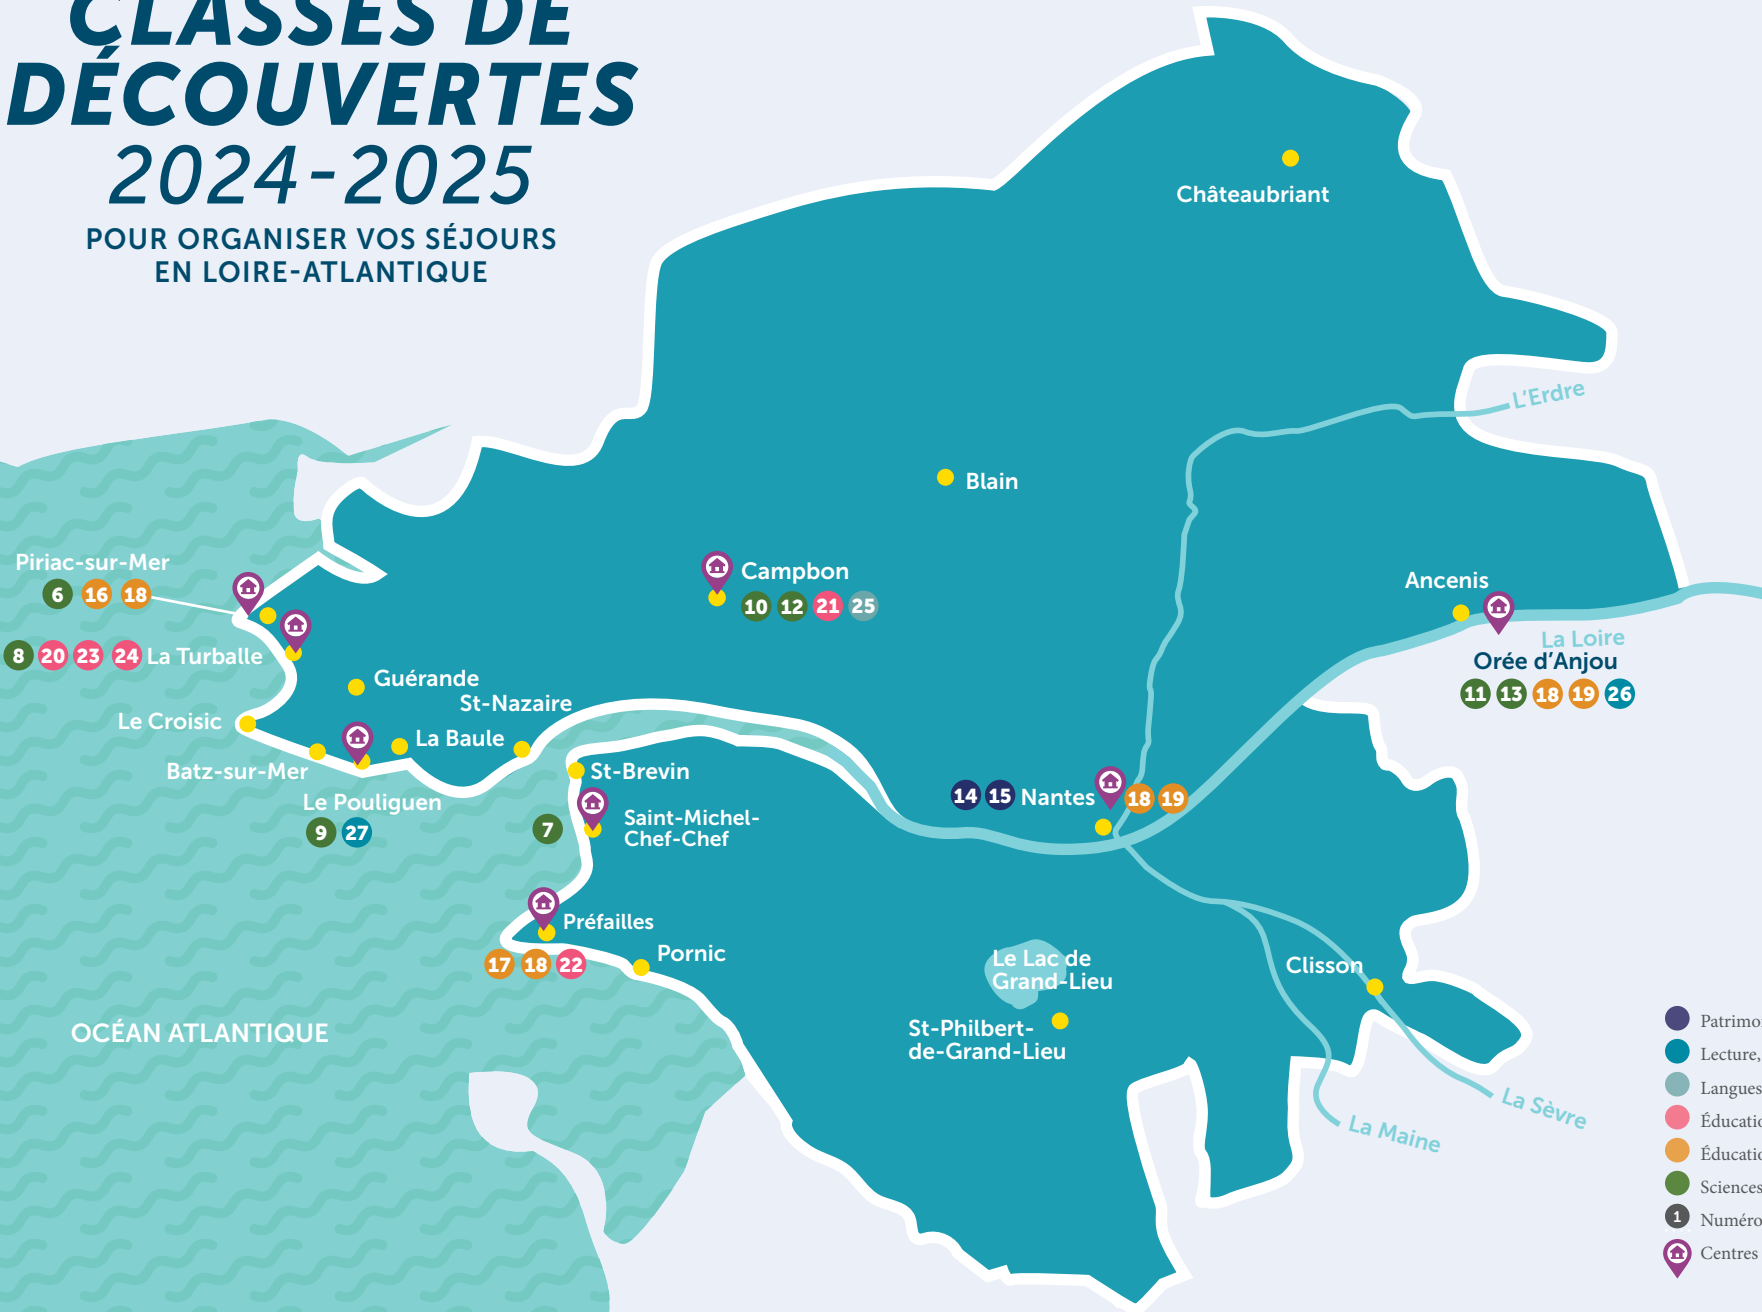 CLASSES DE
DÉCOUVERTES
2024-2025
POUR ORGANISER VOS SÉJOURS
EN LOIRE-ATLANTIQUE
Châteaubriant
L'Erdre
Blain
Piriac-sur-Mer
6 16 18
Campbon
10 12 21 25
Ancenis
La Loire
Orée d'Anjou
11 13 18 19 26
8 20 23 24 La Turballe
Guérande
St-Nazaire
Le Croisic
La Baule
Batz-sur-Mer
Le Pouliguen
9 27
St-Brevin
7
Saint-Michel-
Chef-Chef
14 15 Nantes 18 19
Préfailles
17 18 22
Pornic
Le Lac de
Grand-Lieu
St-Philbert-
de-Grand-Lieu
Clisson
OCÉAN ATLANTIQUE
La Sèvre
La Maine
Lecture,
Langues
Sciences
1
Centres